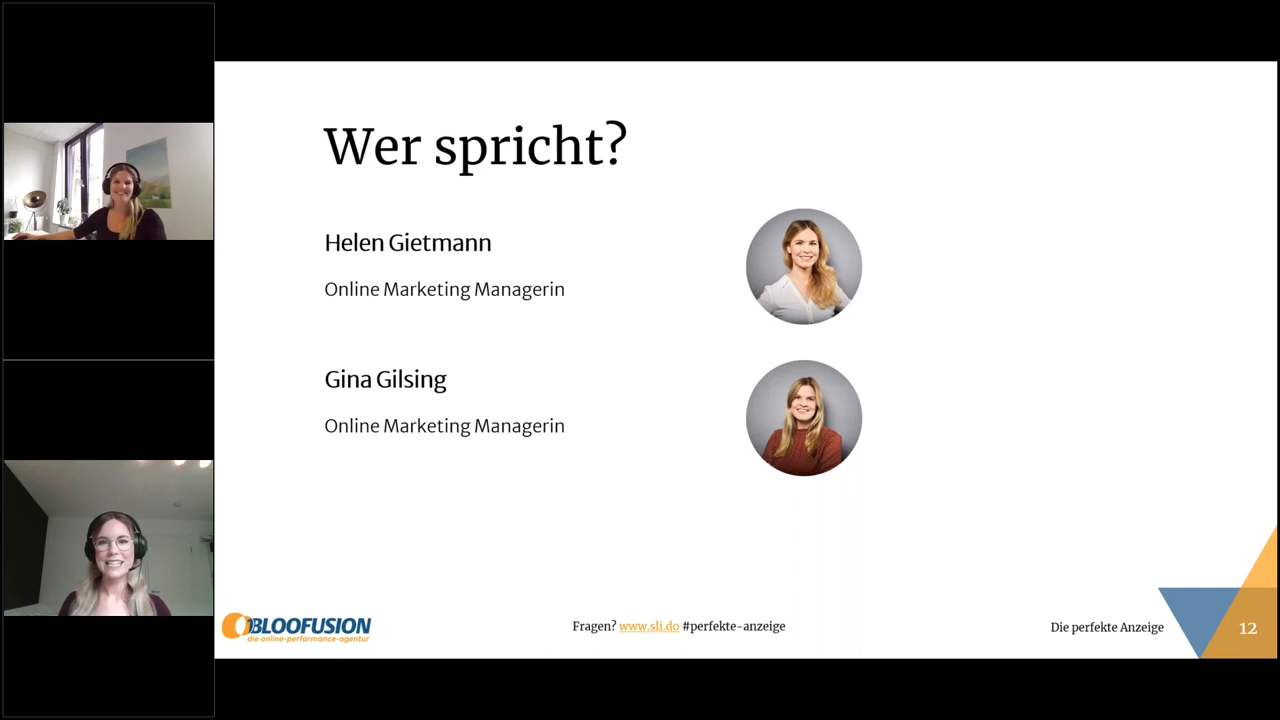 Wer spricht?
Helen Gietmann
Online Marketing Managerin
Gina Gilsing
Online Marketing Managerin
BLOOFUSION
die online-performance-agentur
Fragen? www.sli.do #perfekte-anzeige
Die perfekte Anzeige
12